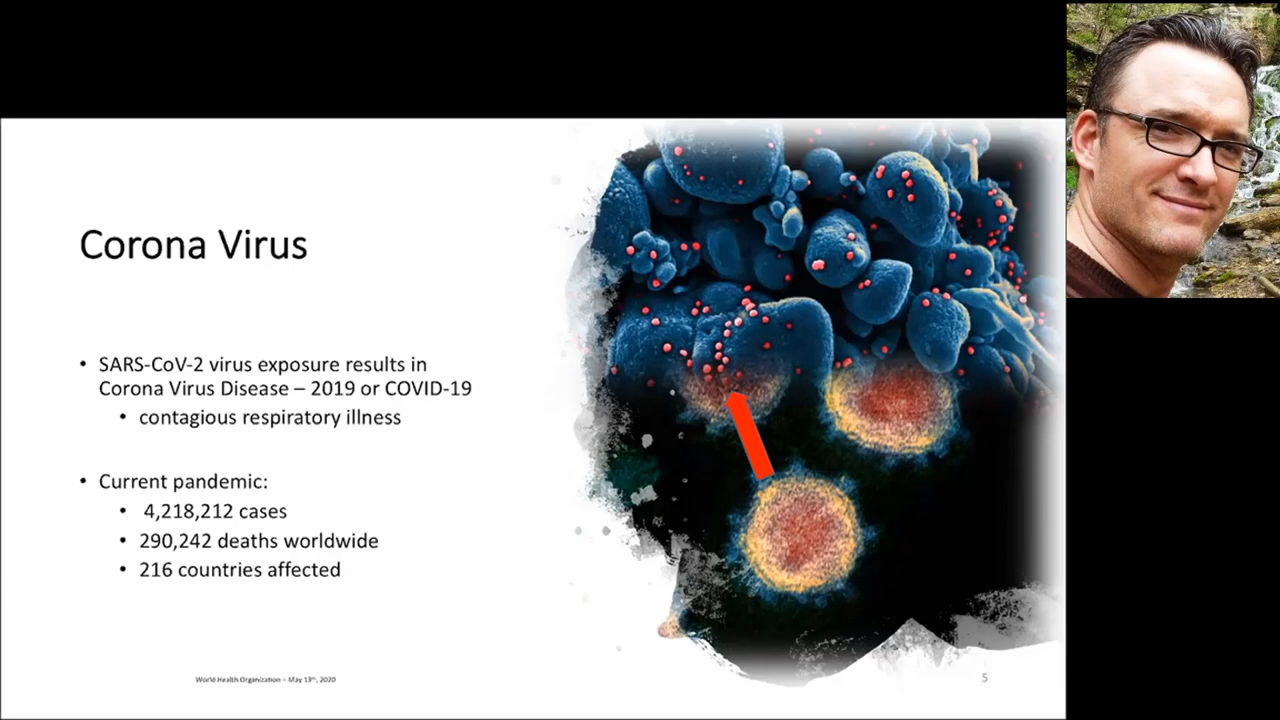 Corona Virus
• SARS-CoV-2 virus exposure results in
Corona Virus Disease – 2019 or COVID-19
• contagious respiratory illness
• Current pandemic:
• 4,218,212 cases
• 290,242 deaths worldwide
• 216 countries affected
World Health Organization – May 13th, 2020
5